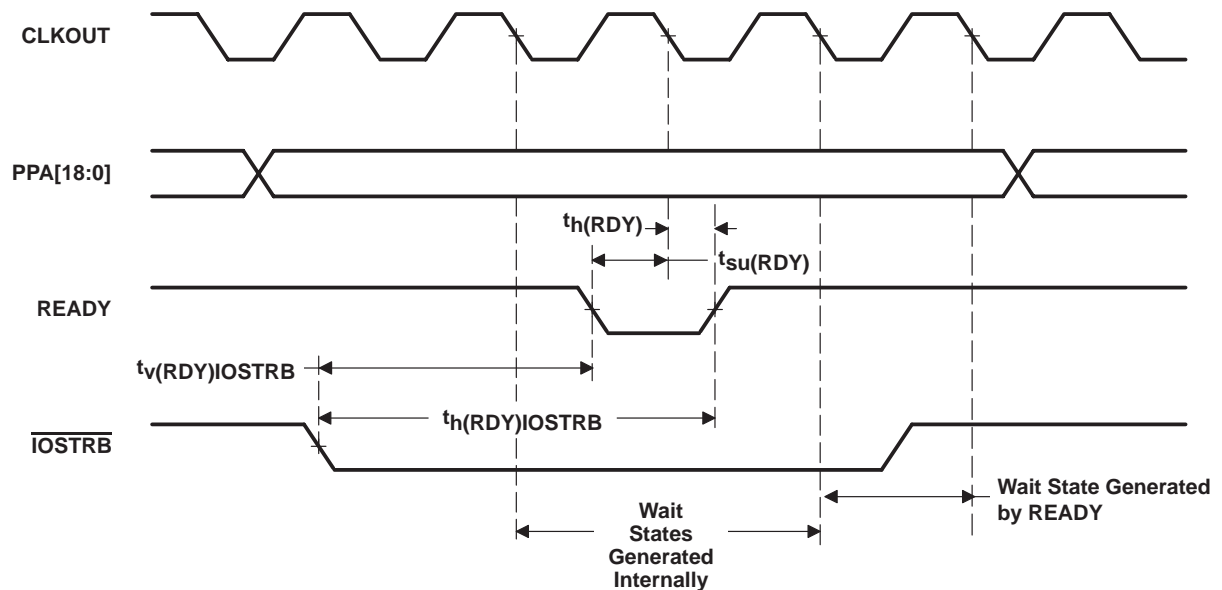 CLKOUT
PPA[18:0]
th(RDY)
tsu(RDY)
READY
tv(RDY)IOSTRB
th(RDY)IOSTRB
IOSTRB
Wait
States
Generated
Internally
Wait State Generated
by READY